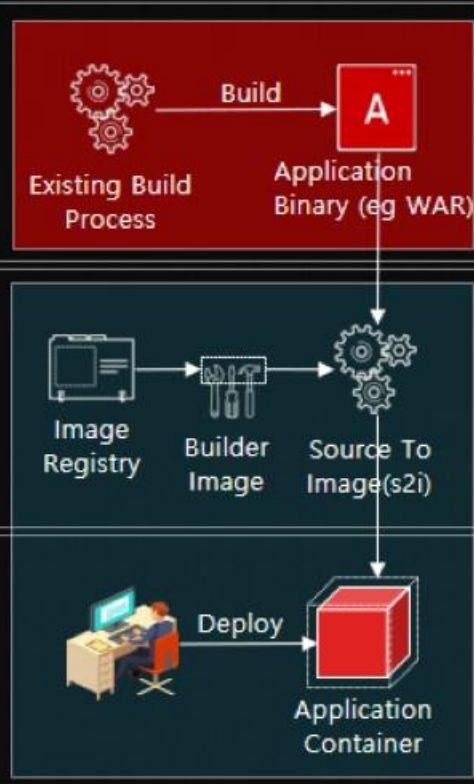 Build
A
Existing Build
Process
Application
Binary (eg WAR)
Image
Registry
Builder
Image
Source To
Image(s2i)
Deploy
Application
Container